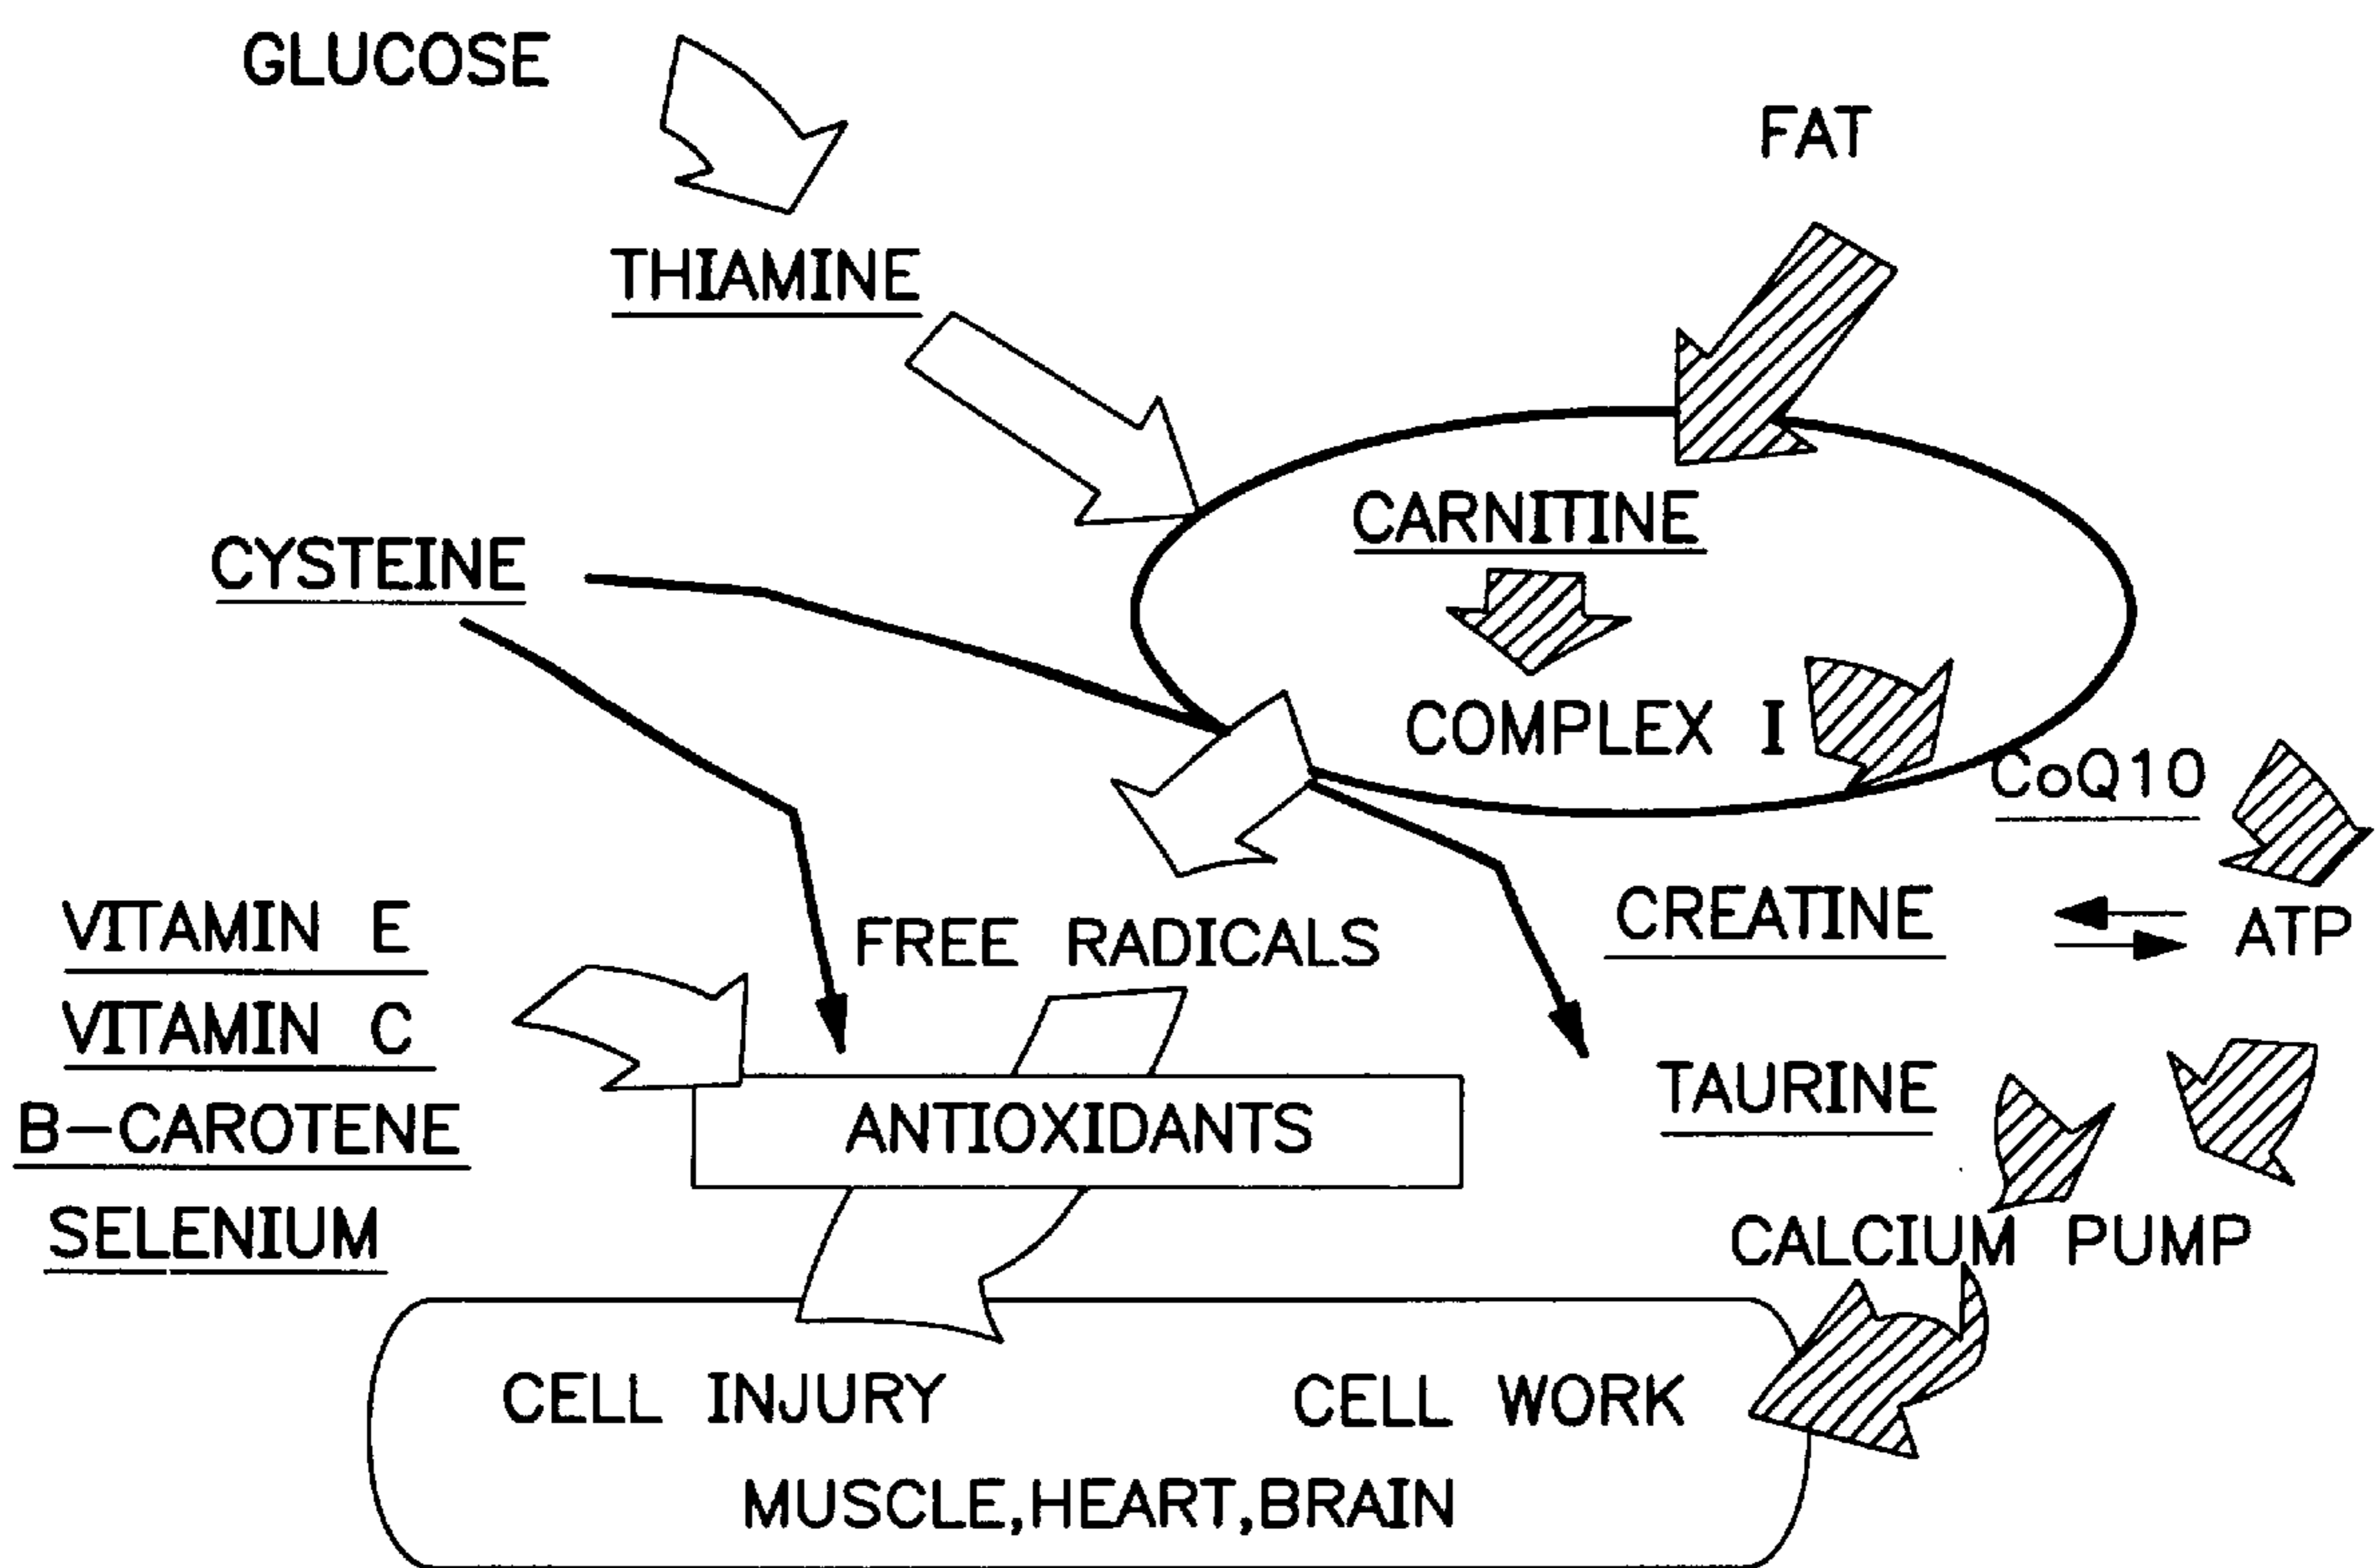 GLUCOSE
FAT
THIAMINE
CARNITINE
CYSTEINE
COMPLEX I
CoQ10
VITAMIN E
FREE RADICALS
CREATINE
ATP
VITAMIN C
TAURINE
B-CAROTENE
ANTIOXIDANTS
SELENIUM
CALCIUM PUMP
CELL INJURY
CELL WORK
MUSCLE,HEART,BRAIN